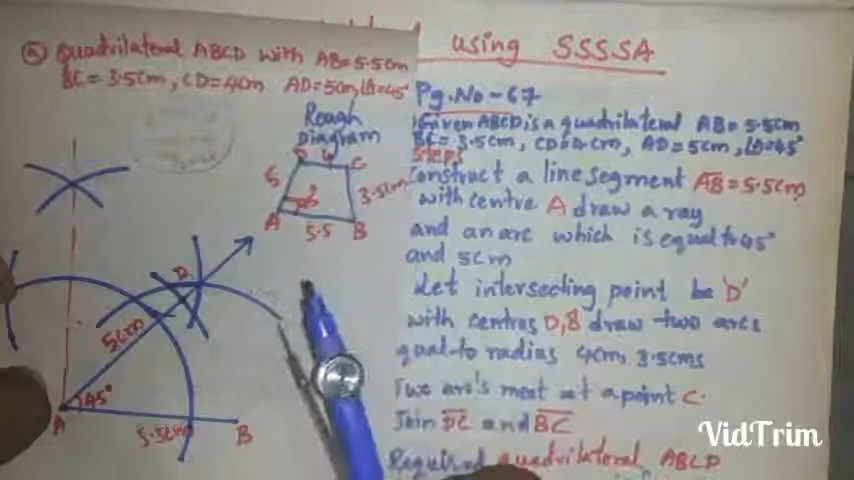 using SSSSA
ⓐ Quadrilateral ABCD with AB=5.5cm
BC=3.5cm, CD=4cm AD=5cm, ∠A=45°
Rough
Diagram
D 4 C
5
3.5cm
A
5.5 B
D
5cm
45°
A
5.5cm B
Pg.No-67
Given ABCD is a quadrilateral AB=5.5cm
BC=3.5cm, CD=4cm, AD=5cm, ∠A=45°
Steps
Construct a line segment AB=5.5cm
with centre A draw a ray
and an arc which is equal to 45°
and 5cm
Let intersecting point be 'D'
with centres D,B draw two arcs
qual-to radius 4cm, 3.5cms
Two arc's meet at a point C.
Join DC and BC
Required quadrilateral ABCD
VidTrim